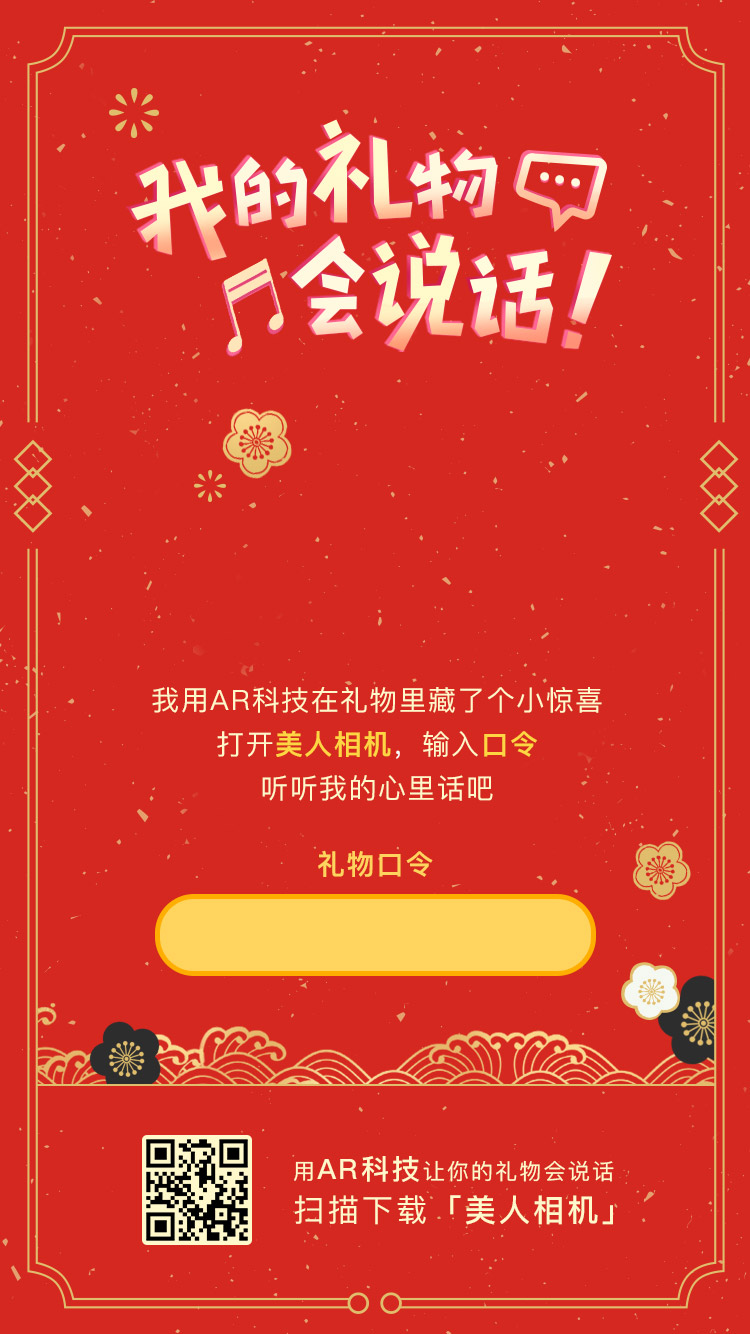 我的礼物
会说话!
我用AR科技在礼物里藏了个小惊喜
打开美人相机，输入口令
听听我的心里话吧
礼物口令
用AR科技让你的礼物会说话
扫描下载「美人相机」